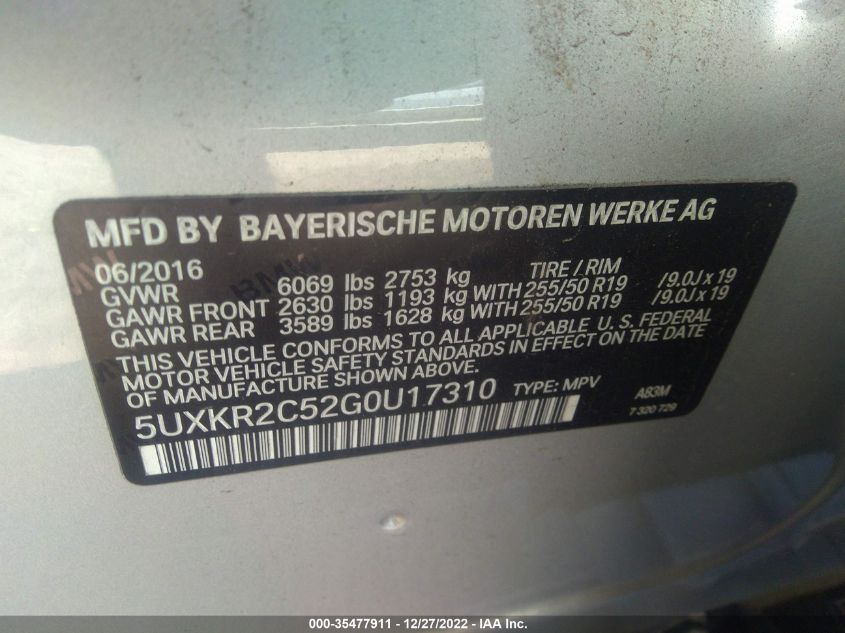 MFD BY BAYERISCHE MOTOREN WERKE AG
06/2016 TIRE / RIM
GVWR 6069 lbs 2753 kg
GAWR FRONT 2630 lbs 1193 kg WITH 255/50 R19 /9.0J x 19
GAWR REAR 3589 lbs 1628 kg WITH 255/50 R19 /9.0J x 19
THIS VEHICLE CONFORMS TO ALL APPLICABLE U. S. FEDERAL
MOTOR VEHICLE SAFETY STANDARDS IN EFFECT ON THE DATE
OF MANUFACTURE SHOWN ABOVE.
5UXKR2C52G0U17310 TYPE: MPV A83M
7 320 729
000-35477911 - 12/27/2022 - IAA Inc.